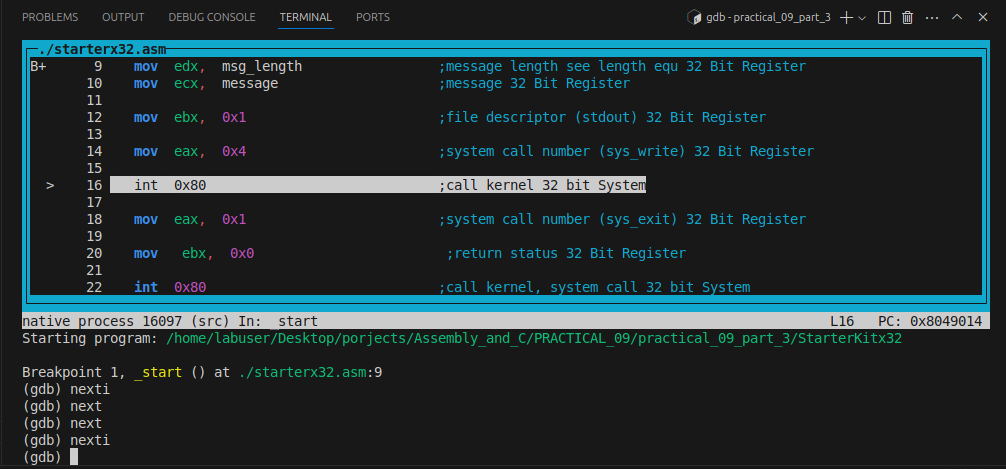 PROBLEMS OUTPUT DEBUG CONSOLE TERMINAL PORTS gdb - practical_09_part_3
./starterx32.asm
B+ 9 mov edx, msg_length ;message length see length equ 32 Bit Register
10 mov ecx, message ;message 32 Bit Register
11
12 mov ebx, 0x1 ;file descriptor (stdout) 32 Bit Register
13
14 mov eax, 0x4 ;system call number (sys_write) 32 Bit Register
15
> 16 int 0x80 ;call kernel 32 bit System
17
18 mov eax, 0x1 ;system call number (sys_exit) 32 Bit Register
19
20 mov ebx, 0x0 ;return status 32 Bit Register
21
22 int 0x80 ;call kernel, system call 32 bit System
native process 16097 (src) In: _start L16 PC: 0x8049014
Starting program: /home/labuser/Desktop/porjects/Assembly_and_C/PRACTICAL_09/practical_09_part_3/StarterKitx32
Breakpoint 1, _start () at ./starterx32.asm:9
(gdb) nexti
(gdb) next
(gdb) next
(gdb) nexti
(gdb)